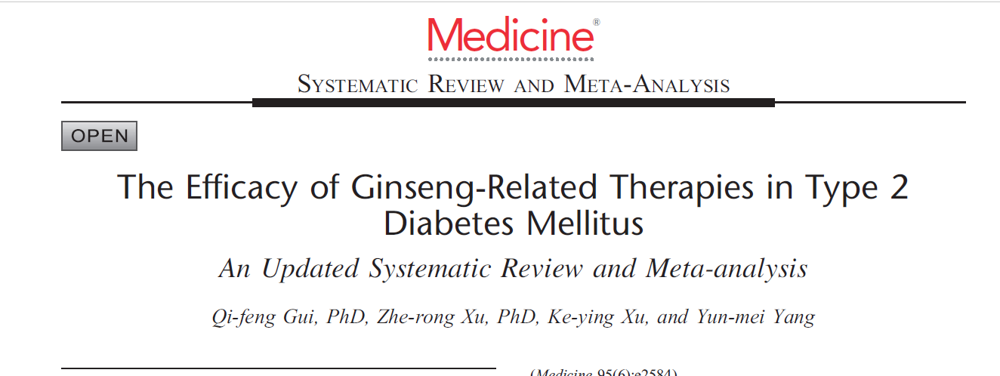 Medicine®
SYSTEMATIC REVIEW AND META-ANALYSIS
OPEN
The Efficacy of Ginseng-Related Therapies in Type 2
Diabetes Mellitus
An Updated Systematic Review and Meta-analysis
Qi-feng Gui, PhD, Zhe-rong Xu, PhD, Ke-ying Xu, and Yun-mei Yang
(Medicine 95(6):e2584)